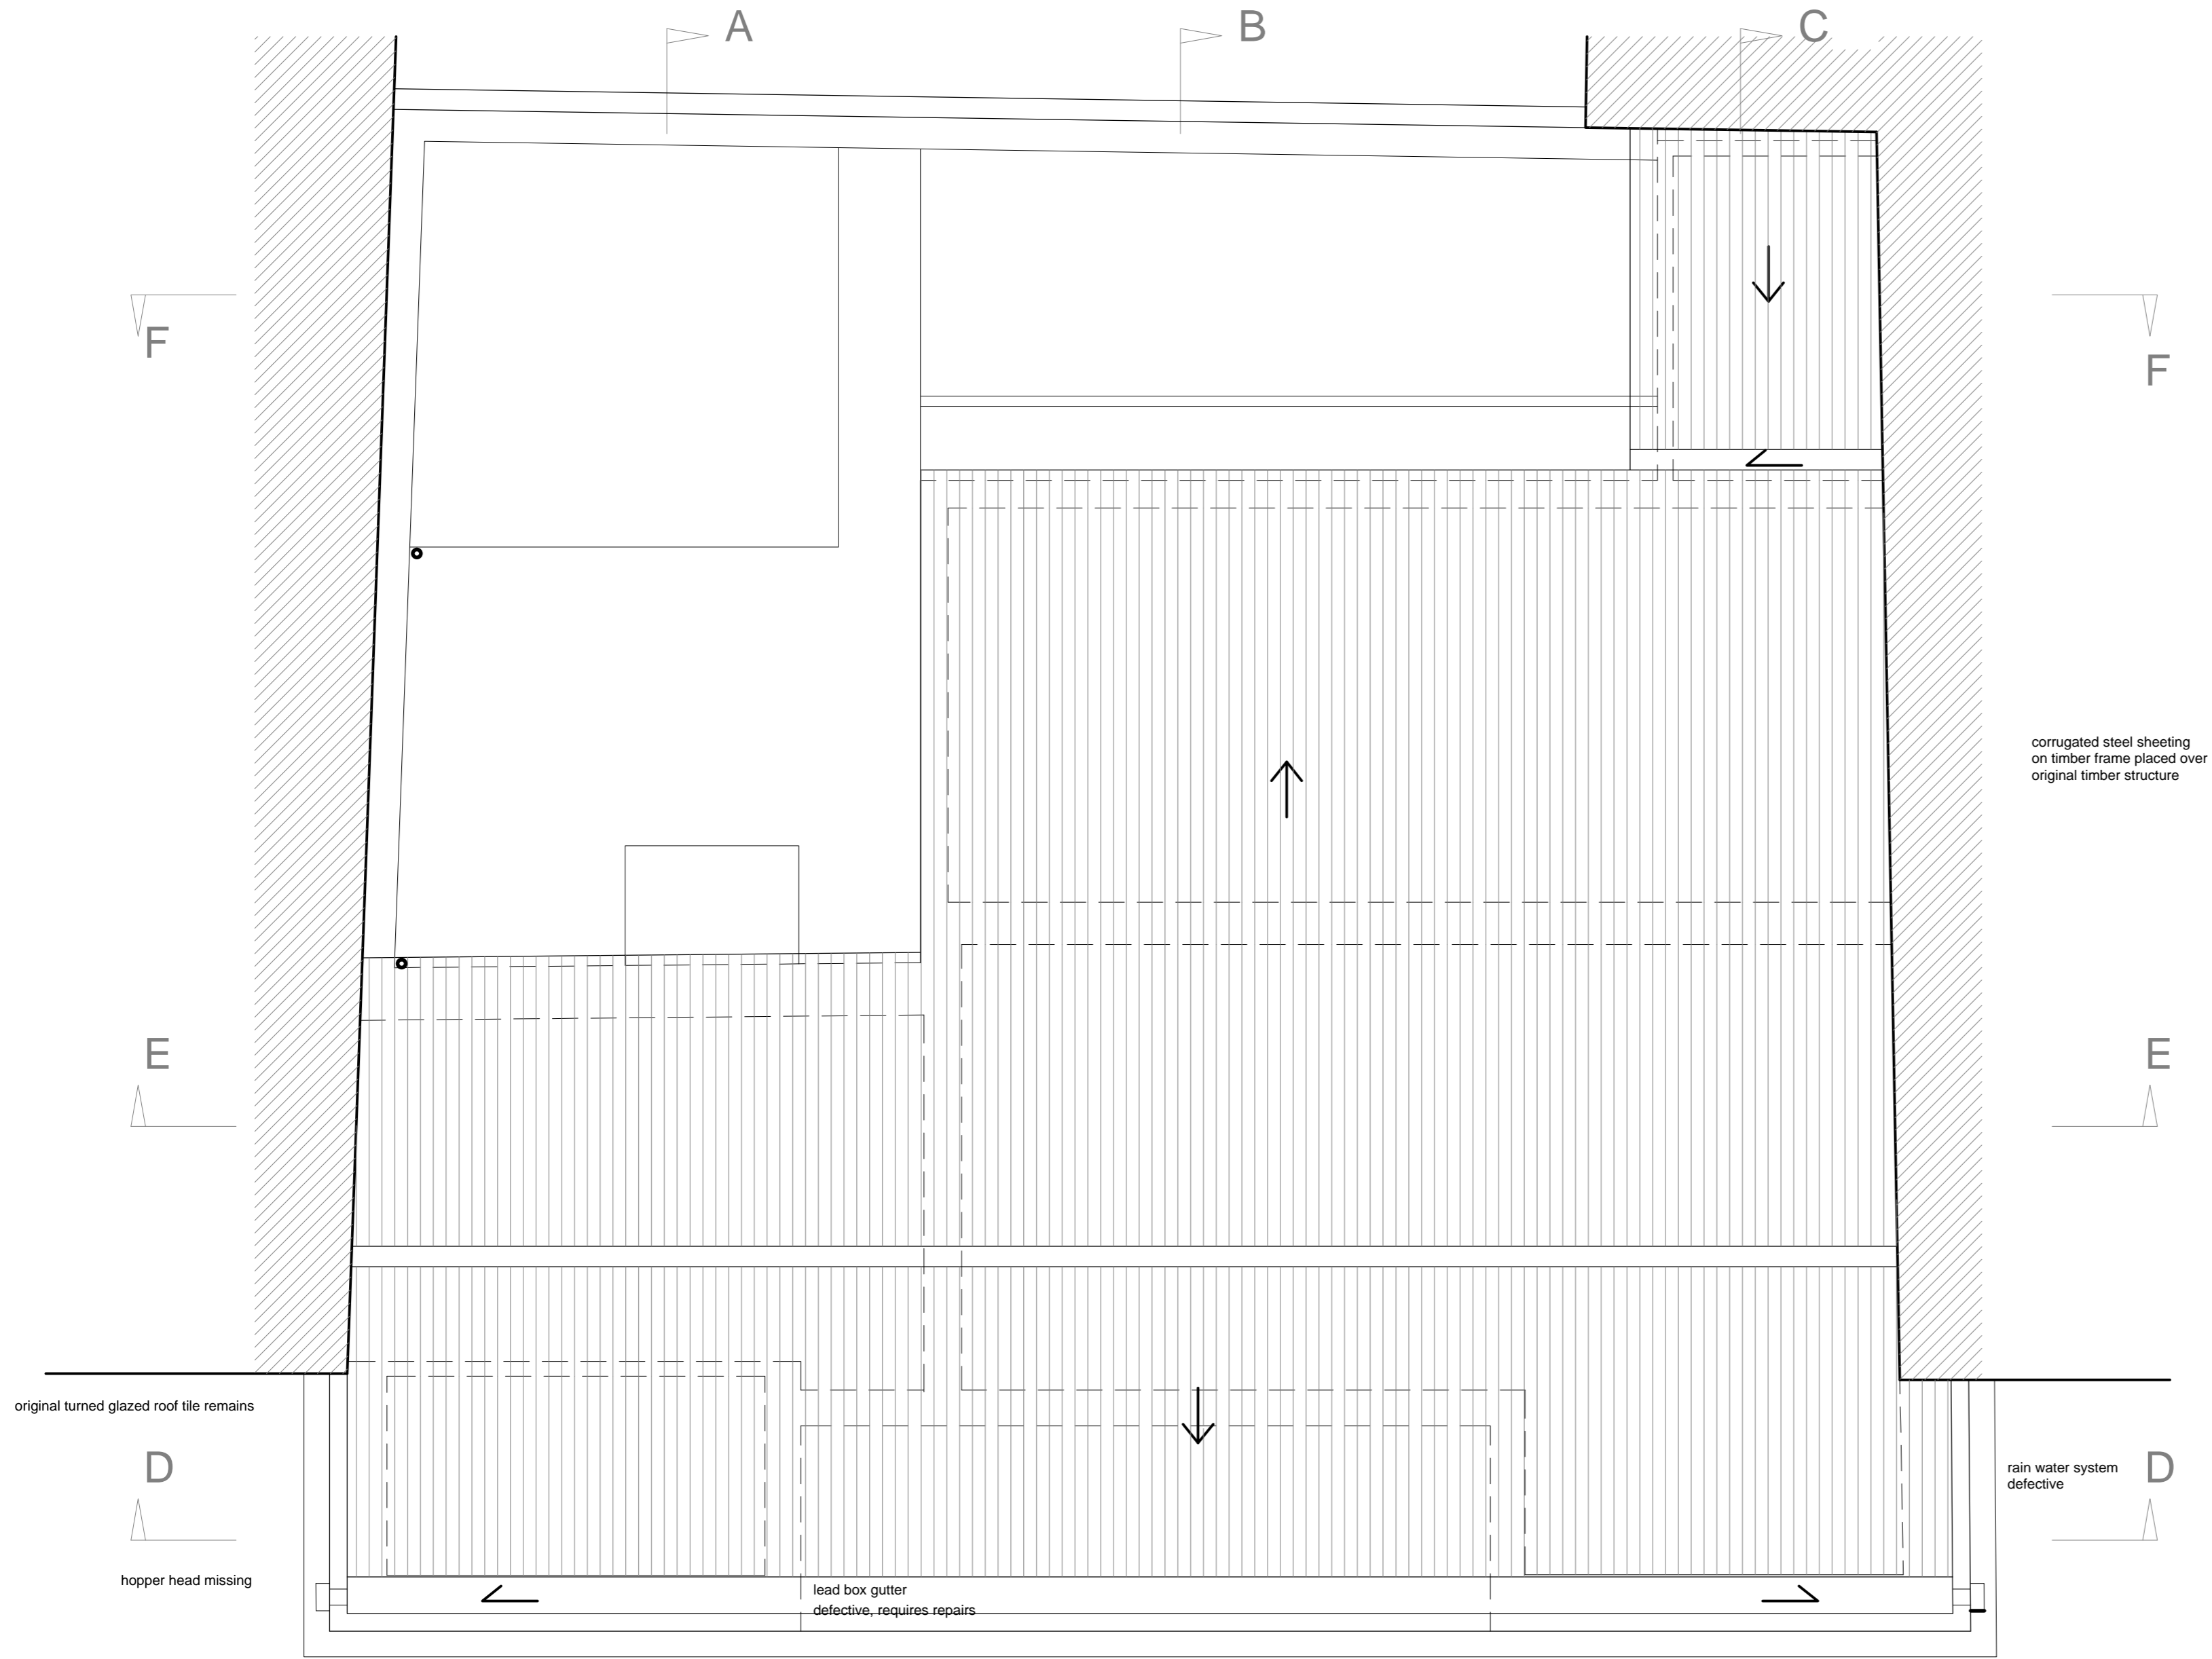 A
B
C
F
F
corrugated steel sheeting
on timber frame placed over
original timber structure
E
E
original turned glazed roof tile remains
D
rain water system
defective
D
hopper head missing
lead box gutter
defective, requires repairs